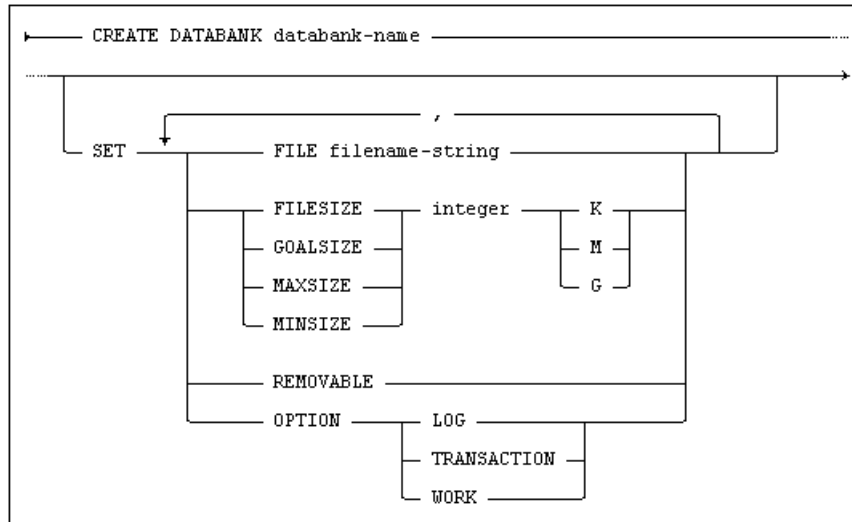 CREATE DATABANK databank-name
,
SET FILE filename-string
FILESIZE integer K
GOALSIZE M
MAXSIZE G
MINSIZE
REMOVABLE
OPTION LOG
TRANSACTION
WORK